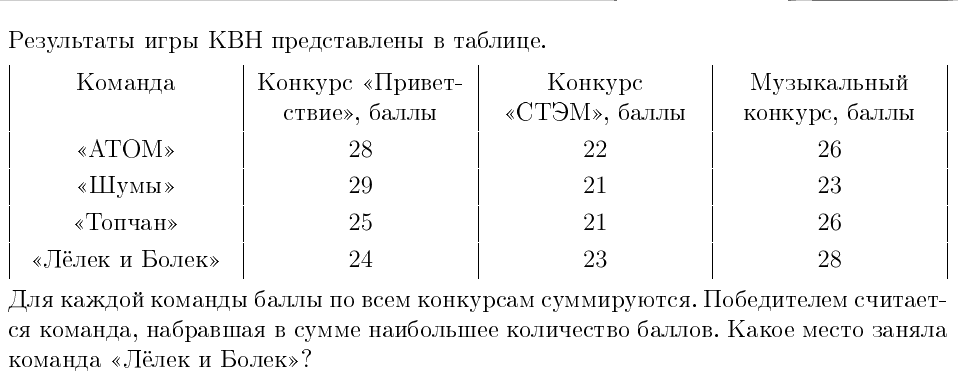 Результаты игры КВН представлены в таблице.
Команда Конкурс «Привет- Конкурс Музыкальный
ствие», баллы «СТЭМ», баллы конкурс, баллы
«АТОМ» 28 22 26
«Шумы» 29 21 23
«Топчан» 25 21 26
«Лёлек и Болек» 24 23 28
Для каждой команды баллы по всем конкурсам суммируются. Победителем считает-
ся команда, набравшая в сумме наибольшее количество баллов. Какое место заняла
команда «Лёлек и Болек»?